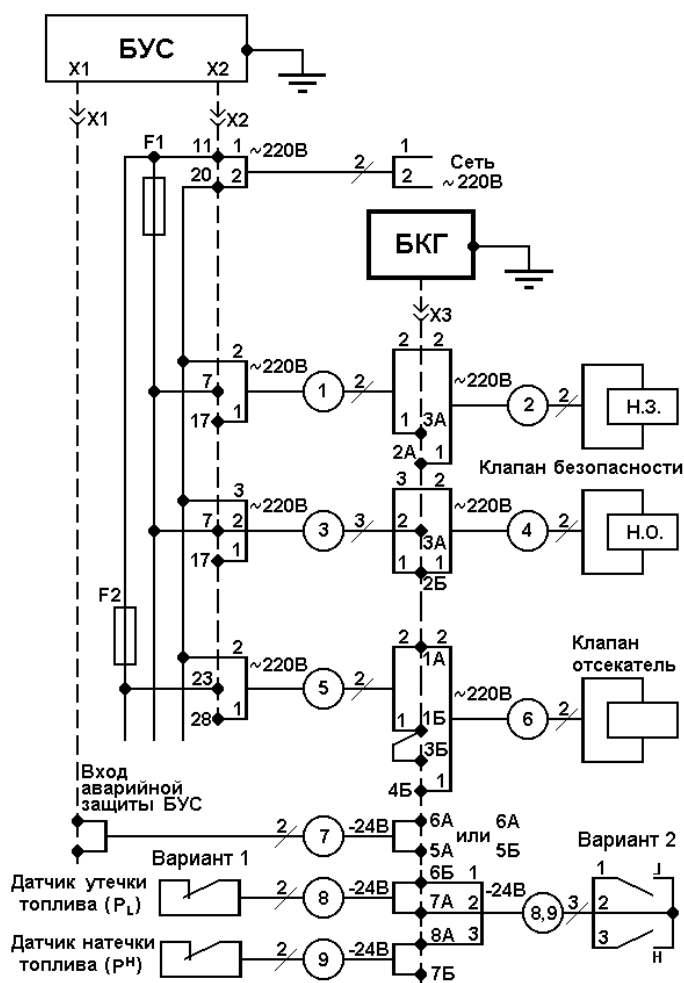 БУС
X1 X2
X1 X2
F1 11 1 ~220В 2 1 Сеть
20 2 2 ~220В
БКГ
X3
2 2 2
7 ~220В 1 2 ~220В 2 2 Н.З.
17 1 1 3А
2А 1
Клапан безопасности
3 3 2
7 2 ~220В 3 3 2 3А ~220В 4 2 Н.О.
17 1 1 1
2Б
F2
Клапан
отсекатель
2 2 1А 2
23 ~220В 5 2 ~220В 6 2
28 1 1 1Б
3Б
4Б 1
Вход
аварийной
защиты БУС
2 7 -24В 6А или 6А
5А 5Б
Вариант 1 Вариант 2
Датчик утечки
топлива (PL)
2 8 -24В 6Б 1
7А 2 -24В 8,9 3
8А 3
1 L
2
3 H
Датчик натечки
топлива (PH)
2 9 -24В
7Б